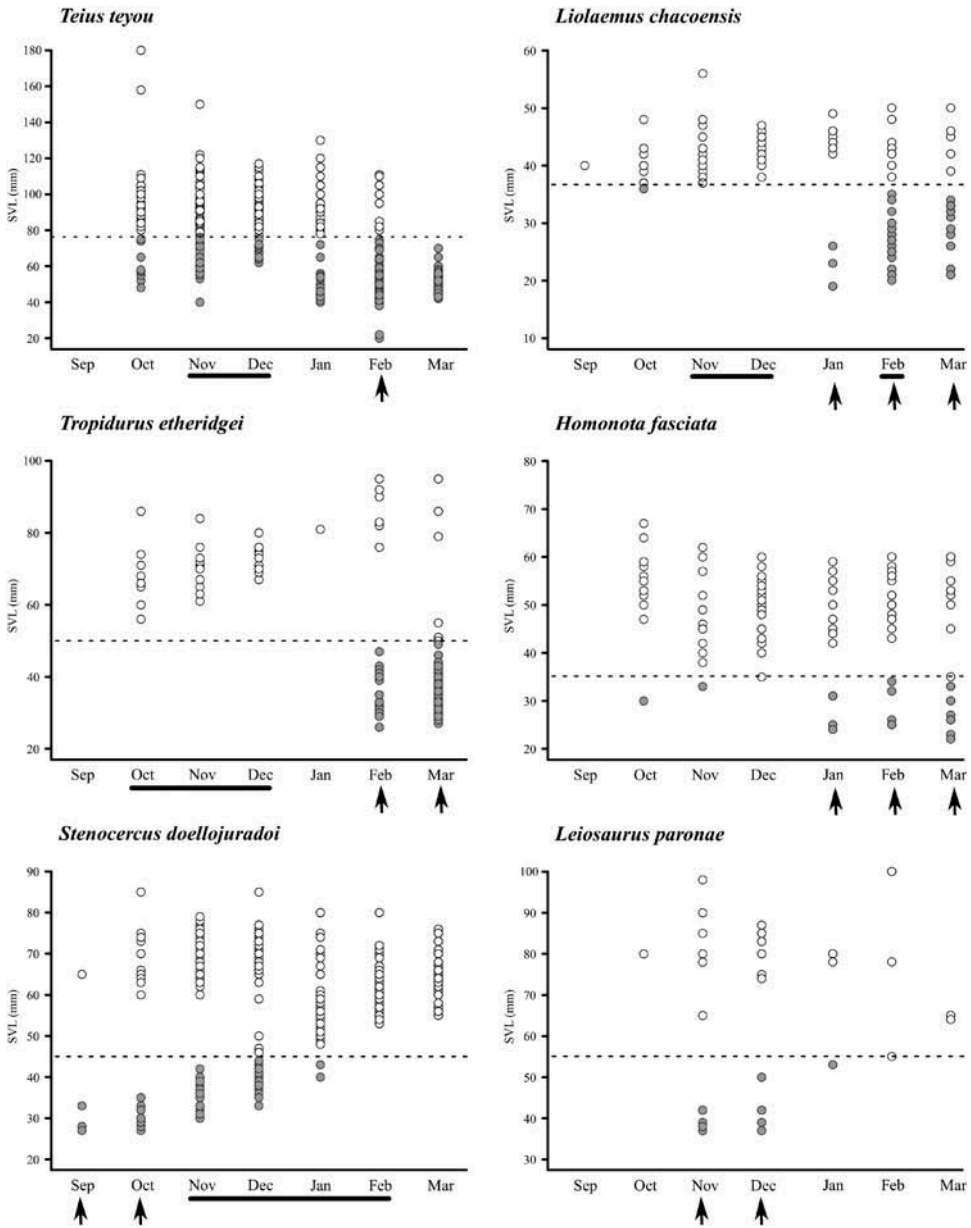 Teius teyou
180
160
140
120
100
80
60
40
20
SVL (mm)
Sep Oct Nov Dec Jan Feb Mar
Liolaemus chacoensis
60
50
40
30
20
10
SVL (mm)
Sep Oct Nov Dec Jan Feb Mar
Tropidurus etheridgei
100
80
60
40
20
SVL (mm)
Sep Oct Nov Dec Jan Feb Mar
Homonota fasciata
80
70
60
50
40
30
20
SVL (mm)
Sep Oct Nov Dec Jan Feb Mar
Stenocercus doellojuradoi
90
80
70
60
50
40
30
20
SVL (mm)
Sep Oct Nov Dec Jan Feb Mar
Leiosaurus paronae
100
90
80
70
60
50
40
30
SVL (mm)
Sep Oct Nov Dec Jan Feb Mar